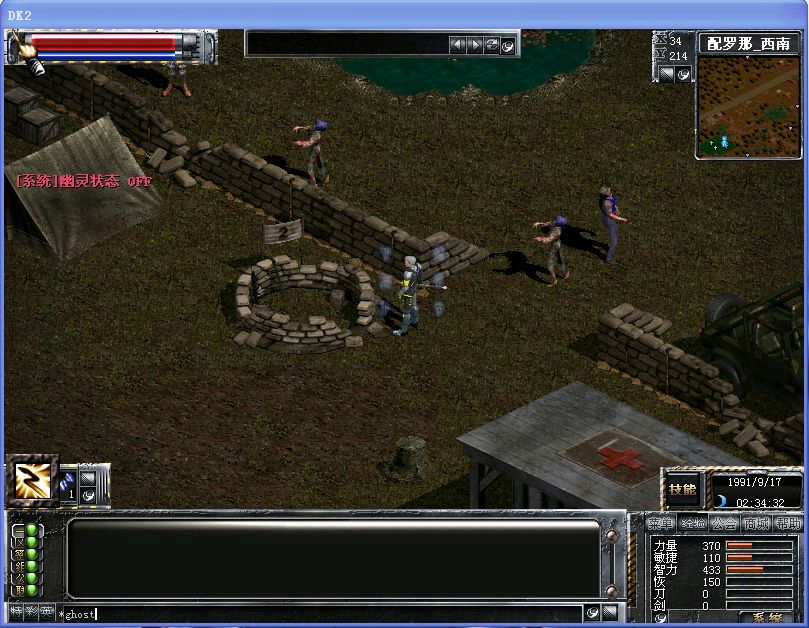 DK2
X 34
Y 214
配罗那_西南
[系统]幽灵状态 OFF
2
1
技能
1991/9/17
02:34:32
菜单 经验 公会 商城 帮助
力量 370
敏捷 110
智力 433
恢 150
刀 0
剑 0
*ghost
系统